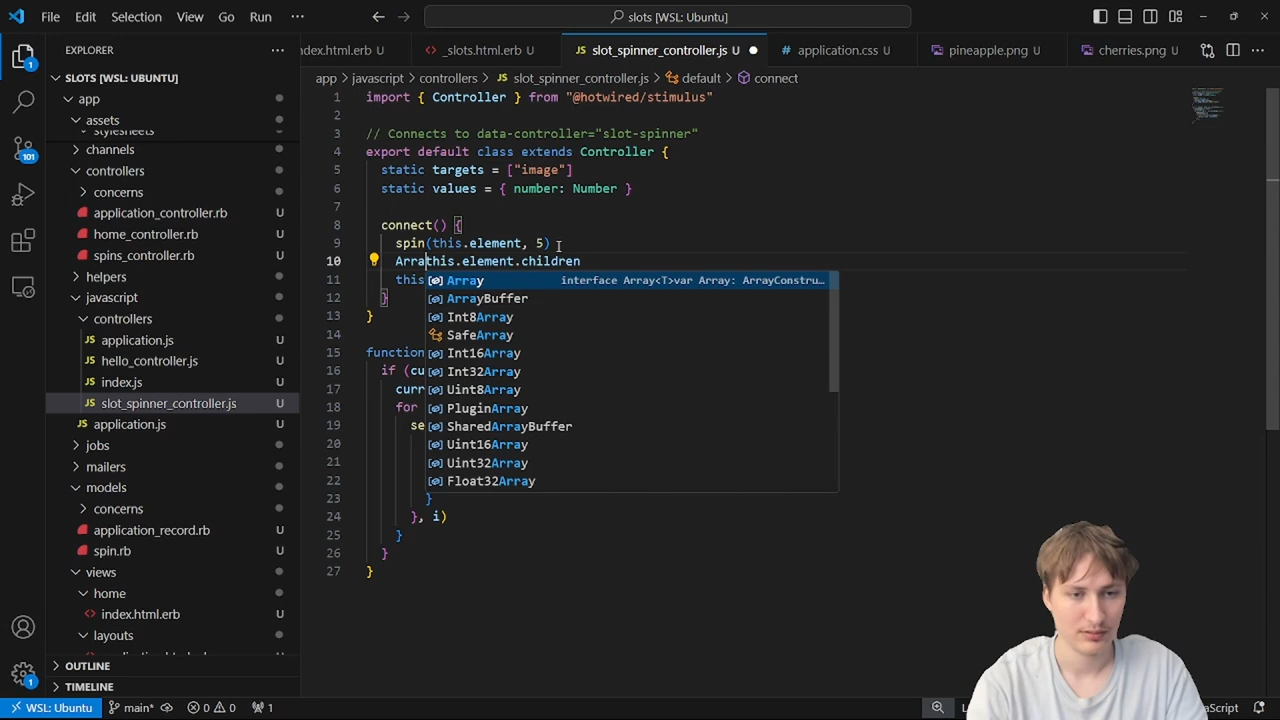 File Edit Selection View Go Run ···
slots [WSL: Ubuntu]
EXPLORER ···
index.html.erb U
_slots.html.erb U
slot_spinner_controller.js U
application.css U
pineapple.png U
cherries.png U
SLOTS [WSL: UBUNTU]
app > javascript > controllers > slot_spinner_controller.js > default > connect
app
assets
stylesheets
channels
controllers
concerns
application_controller.rb U
home_controller.rb U
spins_controller.rb U
helpers
javascript
controllers
application.js U
hello_controller.js U
index.js U
slot_spinner_controller.js U
application.js U
jobs
mailers
models
concerns
application_record.rb U
spin.rb U
views
home
index.html.erb U
layouts
OUTLINE
TIMELINE
1
101
1
1 import { Controller } from "@hotwired/stimulus"
2
3 // Connects to data-controller="slot-spinner"
4 export default class extends Controller {
5 static targets = ["image"]
6 static values = { number: Number }
7
8 connect() {
9 spin(this.element, 5)
10 Arrathis.element.children
11 this
12 }
13 }
14
15 function
16 if (cu
17 curr
18 for
19 se
20
21
22
23 }
24 }, i)
25 }
26 }
27 }
Array interface Array<T>var Array: ArrayConstru…
ArrayBuffer
Int8Array
SafeArray
Int16Array
Int32Array
Uint8Array
PluginArray
SharedArrayBuffer
Uint16Array
Uint32Array
Float32Array
WSL: Ubuntu main* 0 0 1